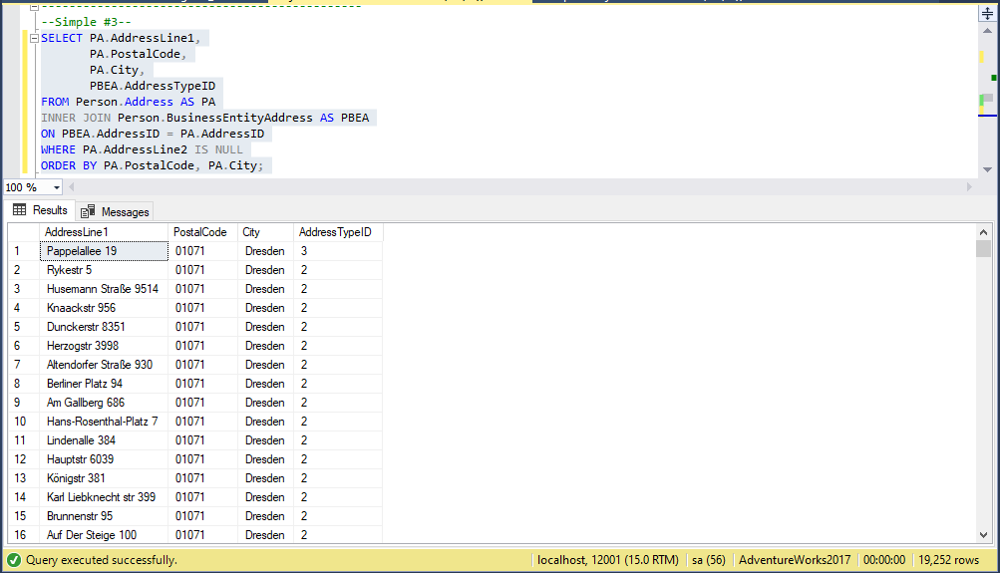 --Simple #3--
SELECT PA.AddressLine1,
PA.PostalCode,
PA.City,
PBEA.AddressTypeID
FROM Person.Address AS PA
INNER JOIN Person.BusinessEntityAddress AS PBEA
ON PBEA.AddressID = PA.AddressID
WHERE PA.AddressLine2 IS NULL
ORDER BY PA.PostalCode, PA.City;
100 %
Results Messages
AddressLine1 PostalCode City AddressTypeID
1 Pappelallee 19 01071 Dresden 3
2 Rykestr 5 01071 Dresden 2
3 Husemann Straße 9514 01071 Dresden 2
4 Knaackstr 956 01071 Dresden 2
5 Dunckerstr 8351 01071 Dresden 2
6 Herzogstr 3998 01071 Dresden 2
7 Altendorfer Straße 930 01071 Dresden 2
8 Berliner Platz 94 01071 Dresden 2
9 Am Gallberg 686 01071 Dresden 2
10 Hans-Rosenthal-Platz 7 01071 Dresden 2
11 Lindenalle 384 01071 Dresden 2
12 Hauptstr 6039 01071 Dresden 2
13 Königstr 381 01071 Dresden 2
14 Karl Liebknecht str 399 01071 Dresden 2
15 Brunnenstr 95 01071 Dresden 2
16 Auf Der Steige 100 01071 Dresden 2
Query executed successfully. localhost, 12001 (15.0 RTM) sa (56) AdventureWorks2017 00:00:00 19,252 rows